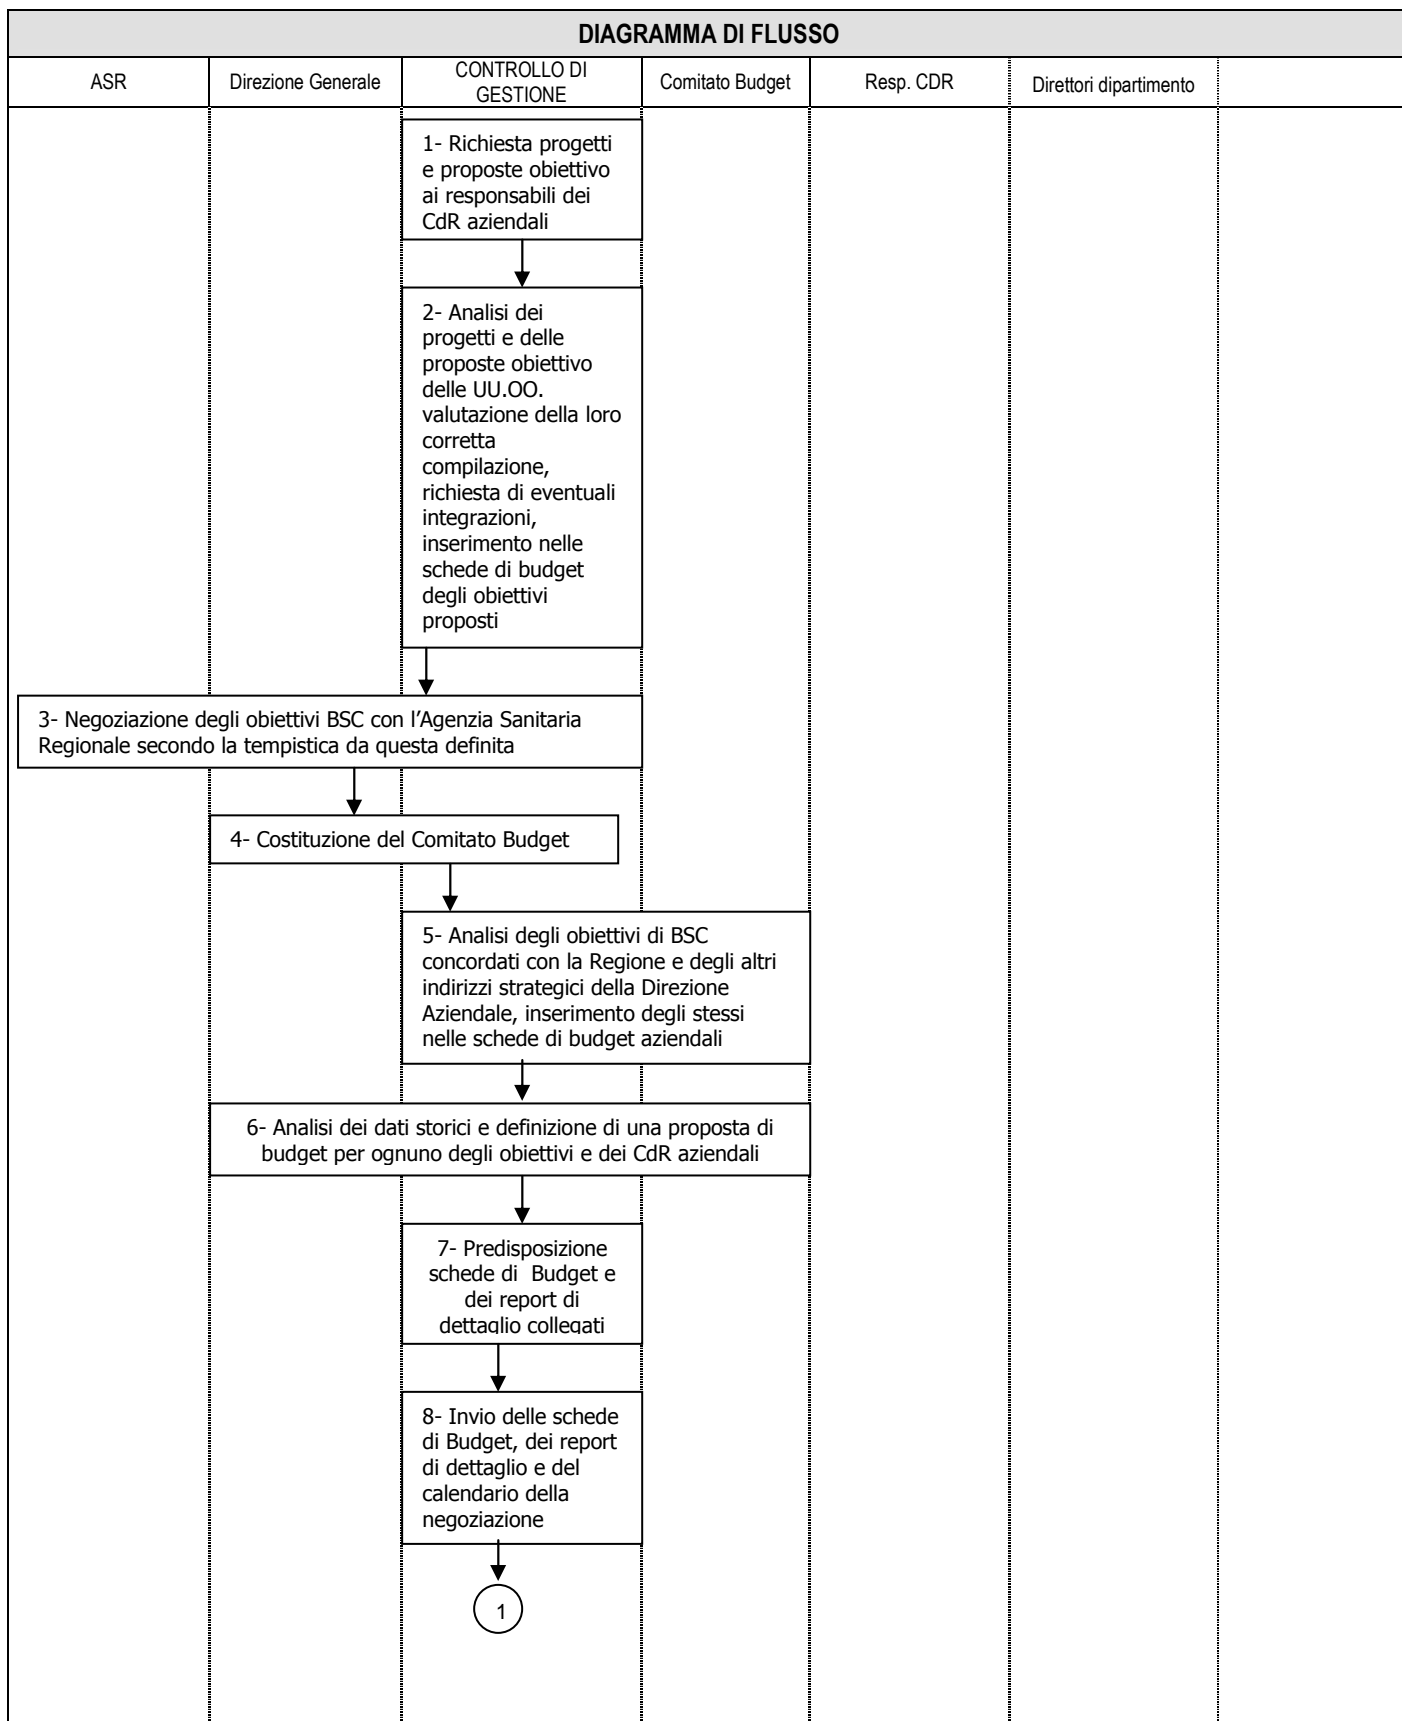 DIAGRAMMA DI FLUSSO
ASR
Direzione Generale
CONTROLLO DI
GESTIONE
Comitato Budget
Resp. CDR
Direttori dipartimento
1- Richiesta progetti
e proposte obiettivo
ai responsabili dei
CdR aziendali
2- Analisi dei
progetti e delle
proposte obiettivo
delle UU.OO.
valutazione della loro
corretta
compilazione,
richiesta di eventuali
integrazioni,
inserimento nelle
schede di budget
degli obiettivi
proposti
3- Negoziazione degli obiettivi BSC con l’Agenzia Sanitaria
Regionale secondo la tempistica da questa definita
4- Costituzione del Comitato Budget
5- Analisi degli obiettivi di BSC
concordati con la Regione e degli altri
indirizzi strategici della Direzione
Aziendale, inserimento degli stessi
nelle schede di budget aziendali
6- Analisi dei dati storici e definizione di una proposta di
budget per ognuno degli obiettivi e dei CdR aziendali
7- Predisposizione
schede di Budget e
dei report di
dettaglio collegati
8- Invio delle schede
di Budget, dei report
di dettaglio e del
calendario della
negoziazione
1